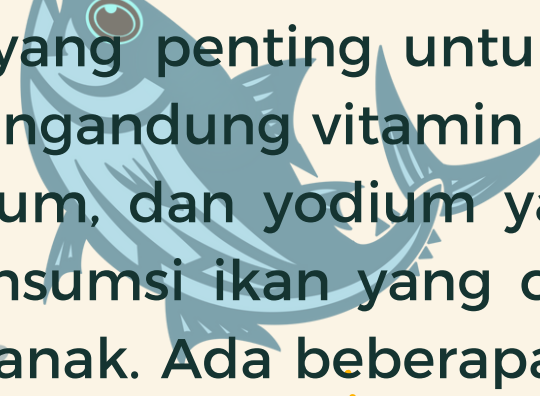 yang penting untu
ngandung vitamin
um, dan yodium ya
nsumsi ikan yang
anak. Ada beberapa